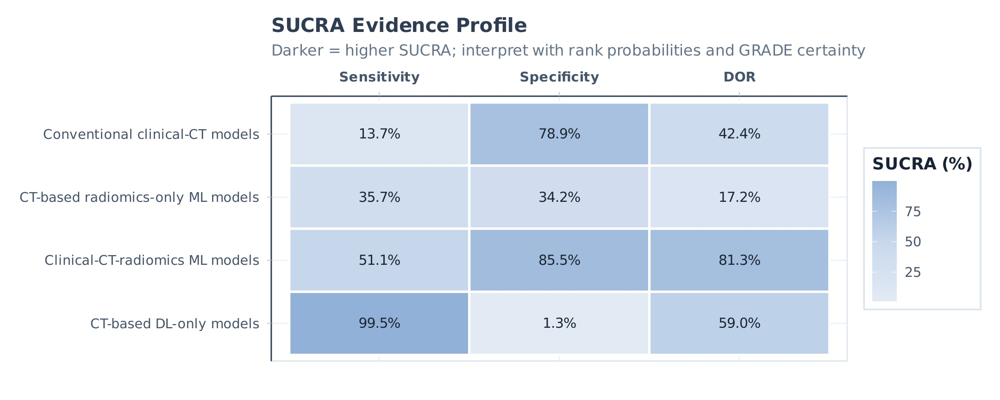 SUCRA Evidence Profile
Darker = higher SUCRA; interpret with rank probabilities and GRADE certainty
Sensitivity Specificity DOR
Conventional clinical-CT models 13.7% 78.9% 42.4%
CT-based radiomics-only ML models 35.7% 34.2% 17.2%
Clinical-CT-radiomics ML models 51.1% 85.5% 81.3%
CT-based DL-only models 99.5% 1.3% 59.0%
SUCRA (%)
75
50
25